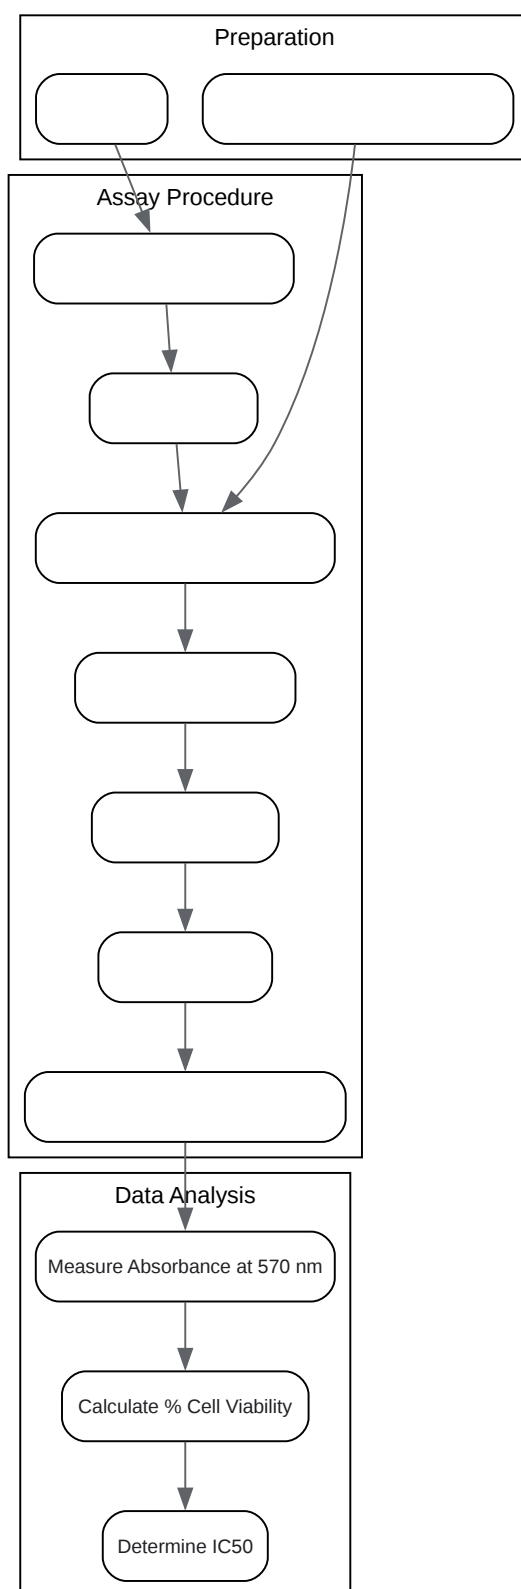 Preparation
Assay Procedure
Data Analysis
Measure Absorbance at 570 nm
Calculate % Cell Viability
Determine IC50